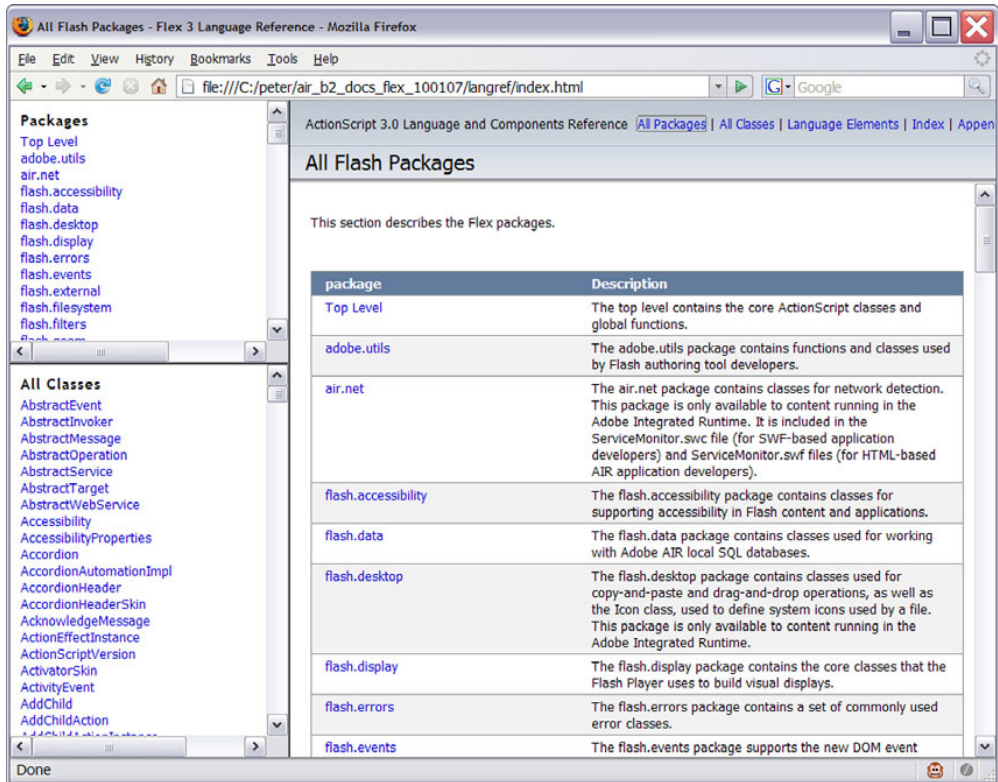 All Flash Packages - Flex 3 Language Reference - Mozilla Firefox
File Edit View History Bookmarks Tools Help
file:///C:/peter/air_b2_docs_flex_100107/langref/index.html
G Google
Packages
Top Level
adobe.utils
air.net
flash.accessibility
flash.data
flash.desktop
flash.display
flash.errors
flash.events
flash.external
flash.filesystem
flash.filters
flash.geom
All Classes
AbstractEvent
AbstractInvoker
AbstractMessage
AbstractOperation
AbstractService
AbstractTarget
AbstractWebService
Accessibility
AccessibilityProperties
Accordion
AccordionAutomationImpl
AccordionHeader
AccordionHeaderSkin
AcknowledgeMessage
ActionEffectInstance
ActionScriptVersion
ActivatorSkin
ActivityEvent
AddChild
AddChildAction
AddChildActionInstance
ActionScript 3.0 Language and Components Reference All Packages | All Classes | Language Elements | Index | Appen
All Flash Packages
This section describes the Flex packages.
package Description
Top Level The top level contains the core ActionScript classes and
global functions.
adobe.utils The adobe.utils package contains functions and classes used
by Flash authoring tool developers.
air.net The air.net package contains classes for network detection.
This package is only available to content running in the
Adobe Integrated Runtime. It is included in the
ServiceMonitor.swc file (for SWF-based application
developers) and ServiceMonitor.swf files (for HTML-based
AIR application developers).
flash.accessibility The flash.accessibility package contains classes for
supporting accessibility in Flash content and applications.
flash.data The flash.data package contains classes used for working
with Adobe AIR local SQL databases.
flash.desktop The flash.desktop package contains classes used for
copy-and-paste and drag-and-drop operations, as well as
the Icon class, used to define system icons used by a file.
This package is only available to content running in the
Adobe Integrated Runtime.
flash.display The flash.display package contains the core classes that the
Flash Player uses to build visual displays.
flash.errors The flash.errors package contains a set of commonly used
error classes.
flash.events The flash.events package supports the new DOM event
Done